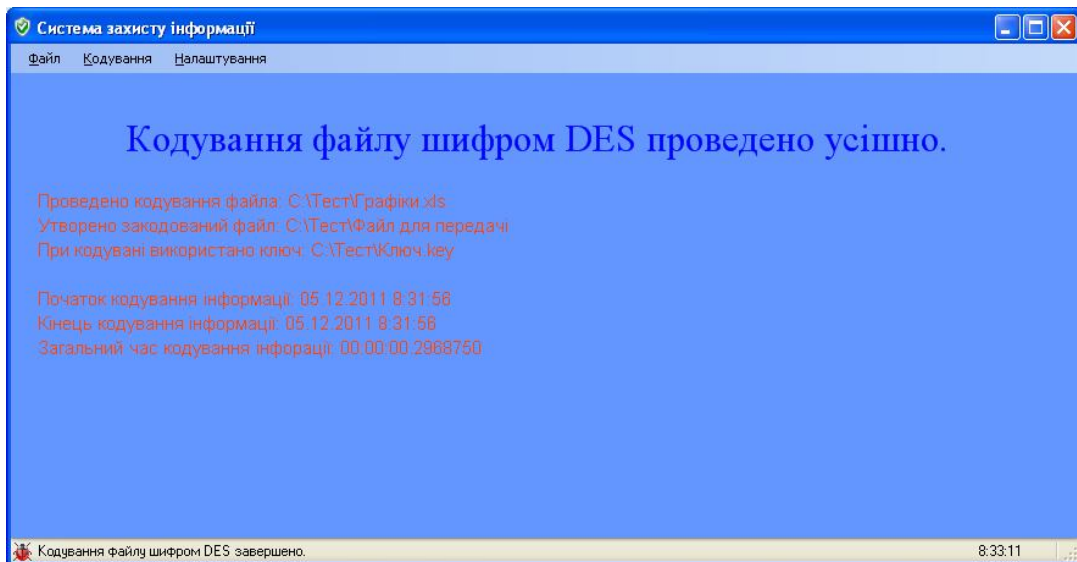 Система захисту інформації
Файл Кодування Налаштування
Кодування файлу шифром DES проведено усішно.
Проведено кодування файла: C:\Тест\Графіки.xls
Утворено закодований файл: C:\Тест\Файл для передачі
При кодувані використано ключ: C:\Тест\Ключ.key
Початок кодування інформації: 05.12.2011 8:31:56
Кінець кодування інформації: 05.12.2011 8:31:56
Загальний час кодування інфорації: 00:00:00.2968750
Кодування файлу шифром DES завершено. 8:33:11